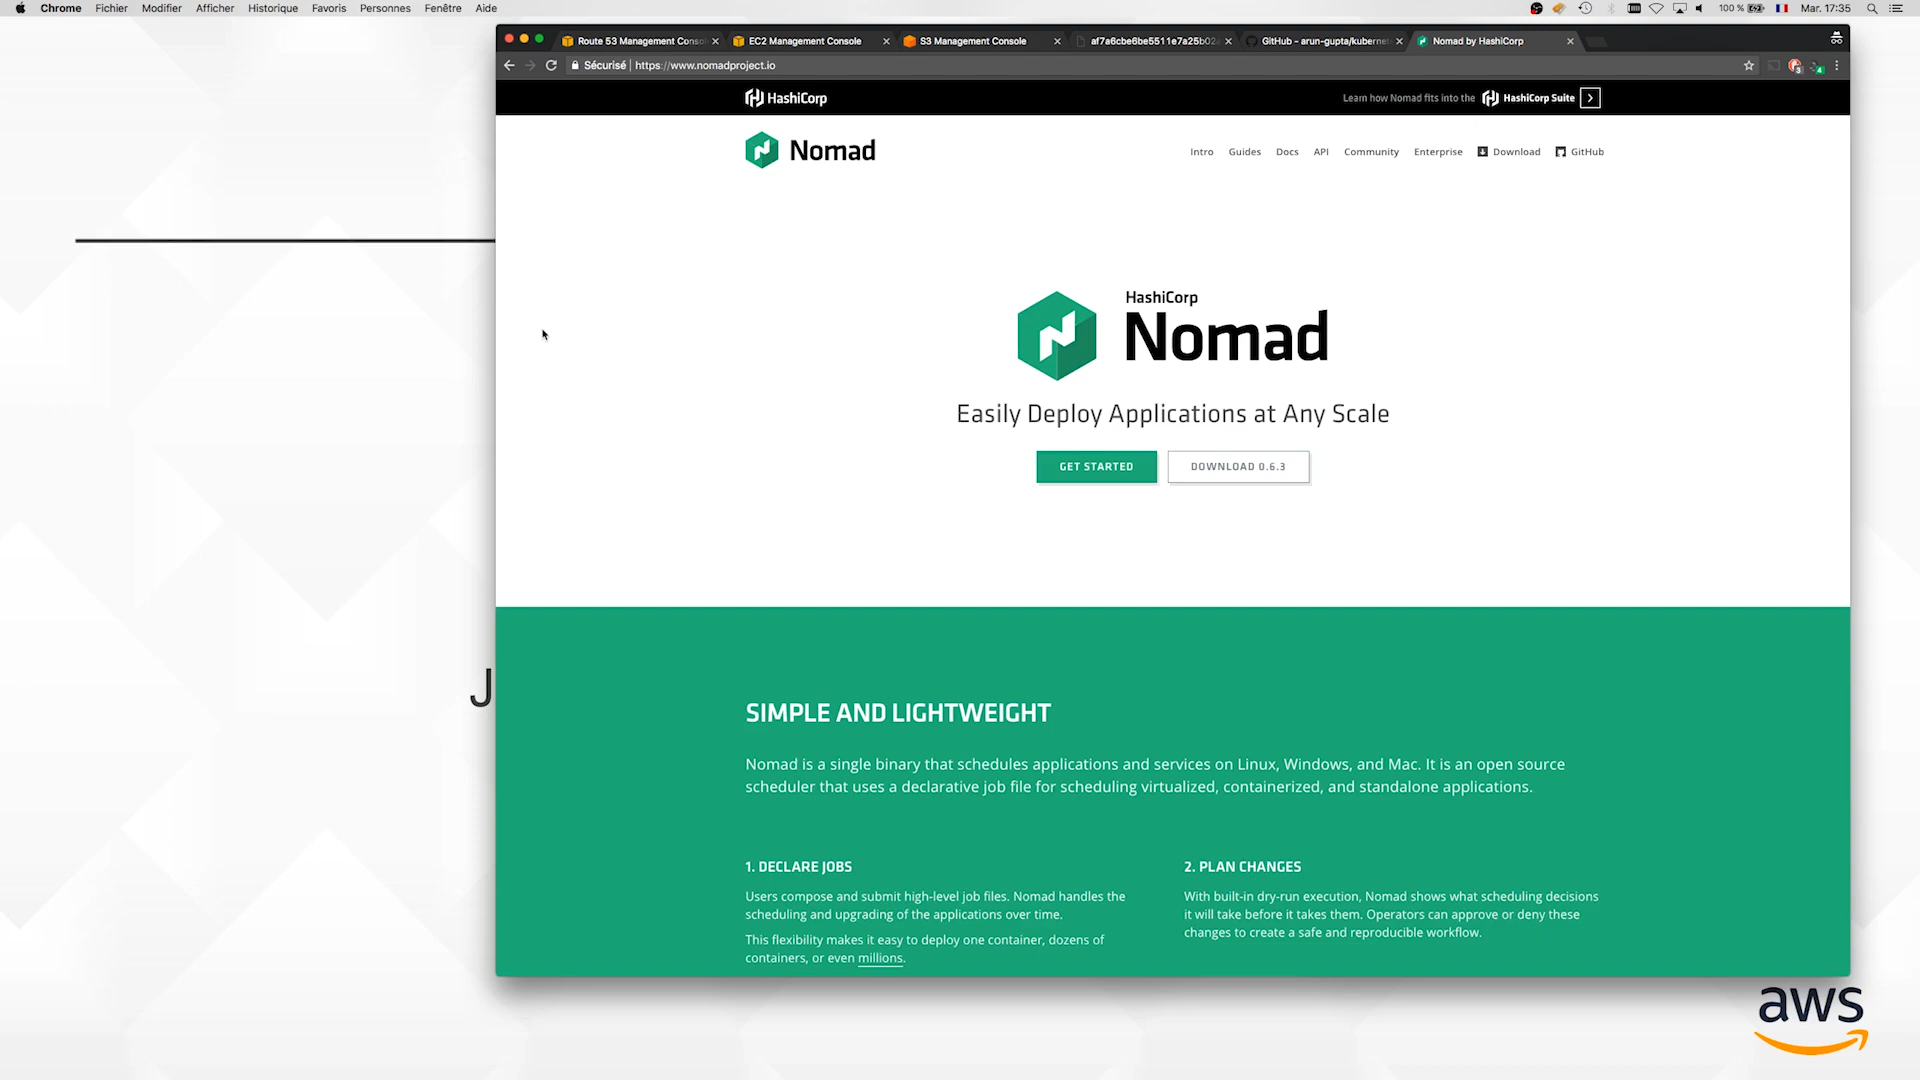 Chrome Fichier Modifier Afficher Historique Favoris Personnes Fenêtre Aide
100 % Mar. 17:35
Route 53 Management Conso
EC2 Management Console
S3 Management Console
af7a6cbe6be5511e7a25b02
GitHub - arun-gupta/kubernet
Nomad by HashiCorp
Sécurisé https://www.nomadproject.io
HashiCorp
Learn how Nomad fits into the HashiCorp Suite
Nomad
Intro Guides Docs API Community Enterprise Download GitHub
HashiCorp
Nomad
Easily Deploy Applications at Any Scale
GET STARTED
DOWNLOAD 0.6.3
J
SIMPLE AND LIGHTWEIGHT
Nomad is a single binary that schedules applications and services on Linux, Windows, and Mac. It is an open source
scheduler that uses a declarative job file for scheduling virtualized, containerized, and standalone applications.
1. DECLARE JOBS
Users compose and submit high-level job files. Nomad handles the
scheduling and upgrading of the applications over time.
This flexibility makes it easy to deploy one container, dozens of
containers, or even millions.
2. PLAN CHANGES
With built-in dry-run execution, Nomad shows what scheduling decisions
it will take before it takes them. Operators can approve or deny these
changes to create a safe and reproducible workflow.
aws